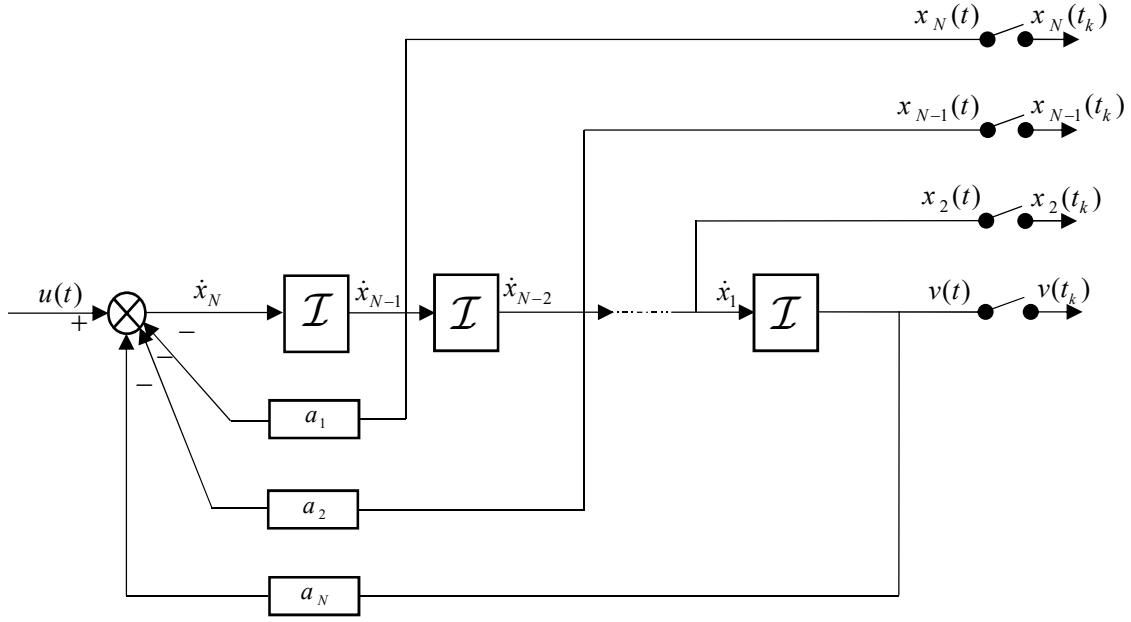 x_N(t) x_N(t_k)
x_{N-1}(t) x_{N-1}(t_k)
x_2(t) x_2(t_k)
u(t) ẋ_N ℐ ẋ_{N-1} ℐ ẋ_{N-2} ẋ_1 ℐ v(t) v(t_k)
+ −
−
−
a_1
a_2
a_N